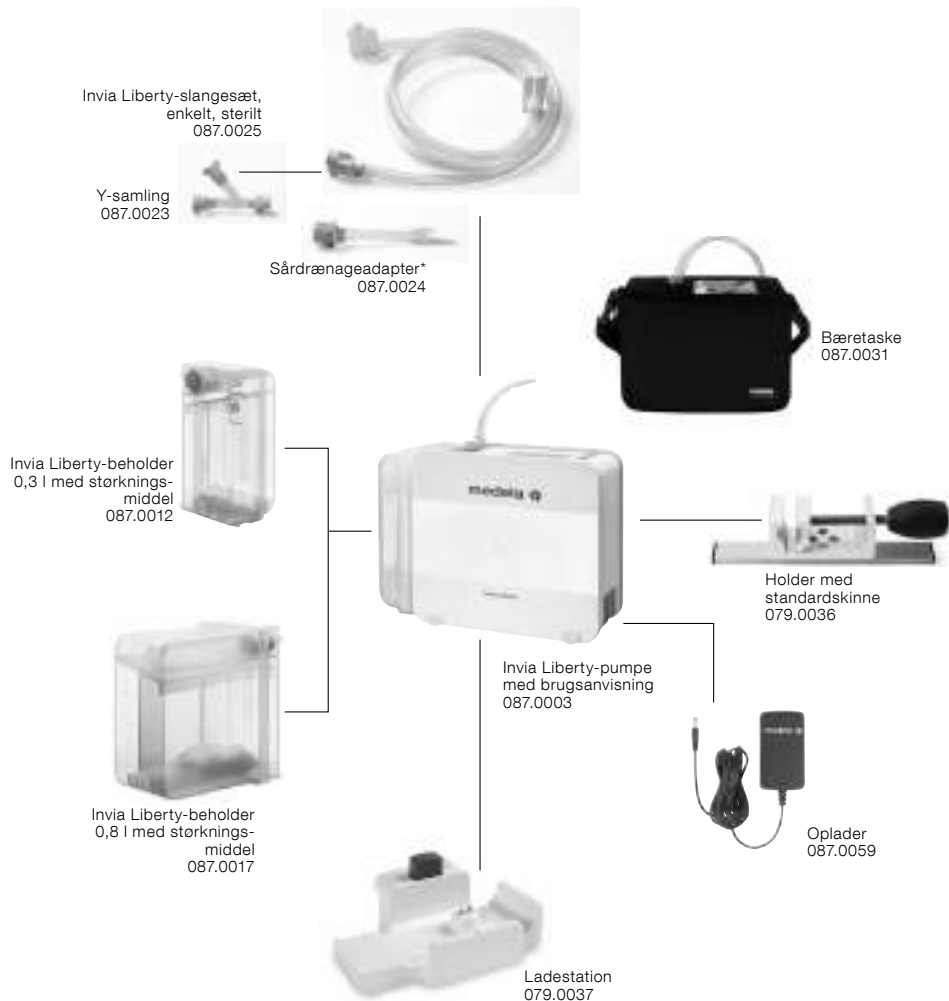 Invia Liberty-slangesæt,
enkelt, sterilt
087.0025
Y-samling
087.0023
Sårdrænageadapter*
087.0024
Bæretaske
087.0031
Invia Liberty-beholder
0,3 l med størknings-
middel
087.0012
medela
Holder med
standardskinne
079.0036
Invia Liberty-pumpe
med brugsanvisning
087.0003
medela
Invia Liberty-beholder
0,8 l med størknings-
middel
087.0017
Oplader
087.0059
Ladestation
079.0037